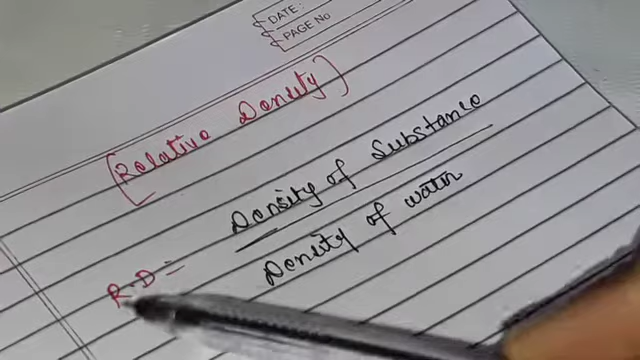 DATE:
PAGE No
(Relative Density)
R.D = Density of Substance
Density of water